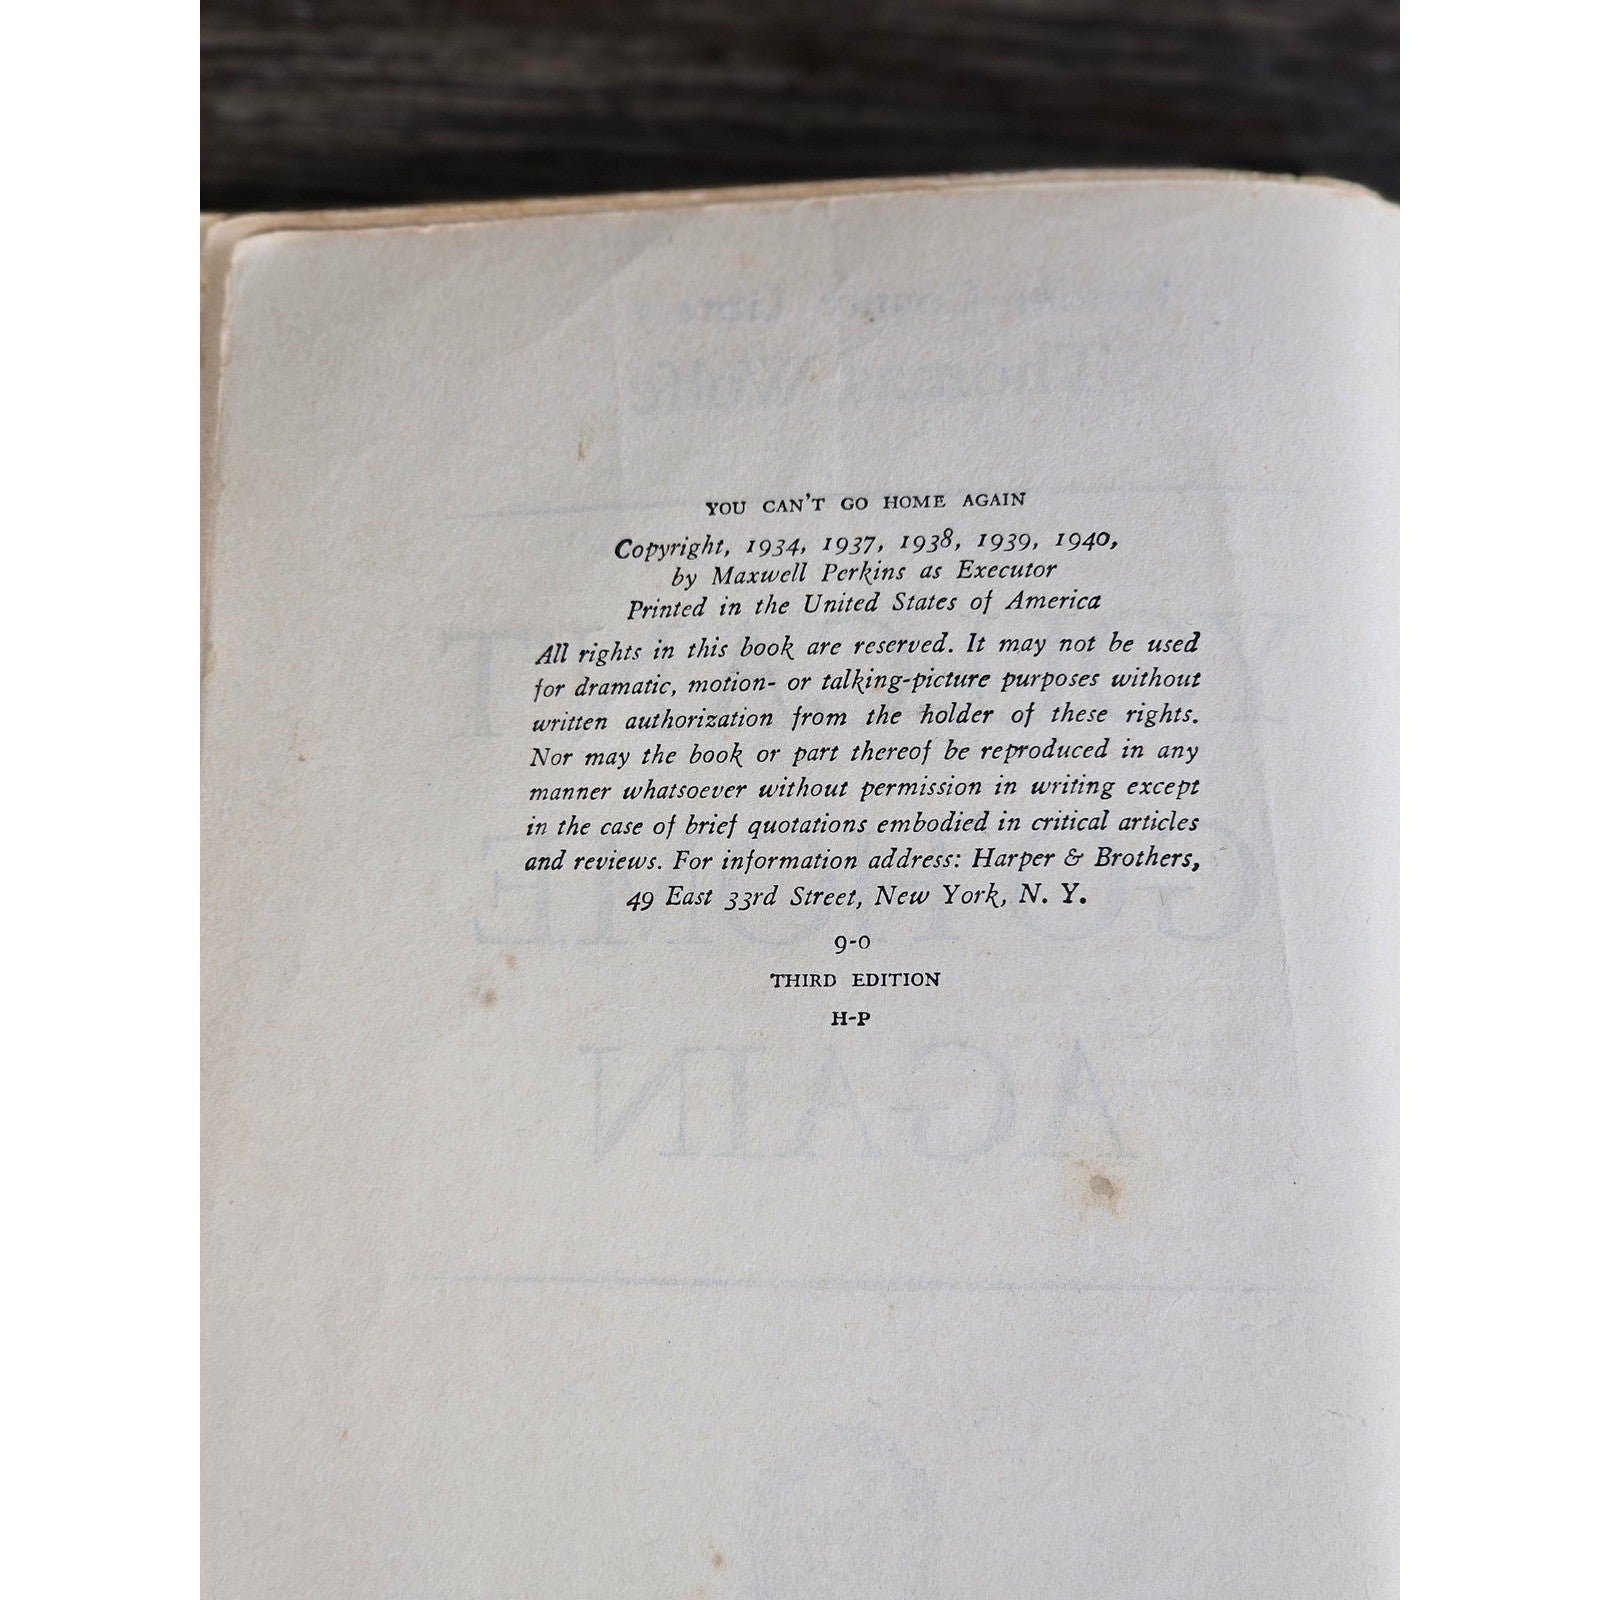 YOU CAN'T GO HOME AGAIN
Copyright, 1934, 1937, 1938, 1939, 1940,
by Maxwell Perkins as Executor
Printed in the United States of America
All rights in this book are reserved. It may not be used
for dramatic, motion- or talking-picture purposes without
written authorization from the holder of these rights.
Nor may the book or part thereof be reproduced in any
manner whatsoever without permission in writing except
in the case of brief quotations embodied in critical articles
and reviews. For information address: Harper & Brothers,
49 East 33rd Street, New York, N. Y.
9-0
THIRD EDITION
H-P